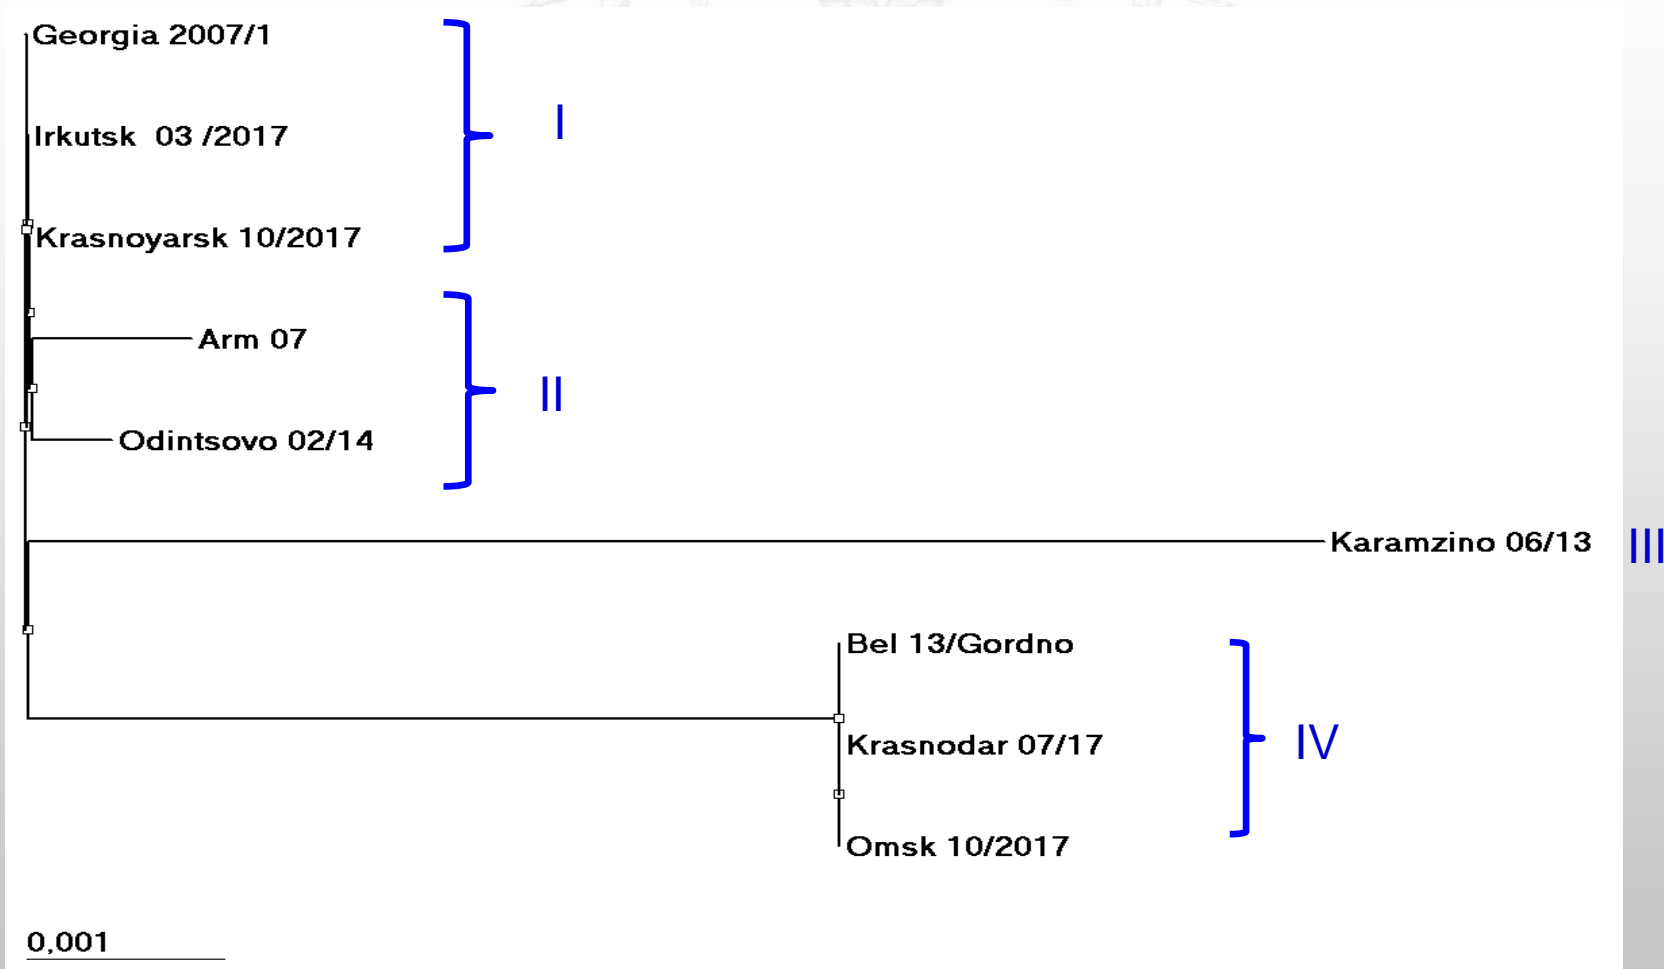 Georgia 2007/1
I
Irkutsk 03 /2017
Krasnoyarsk 10/2017
Arm 07
II
Odintsovo 02/14
Karamzino 06/13
III
Bel 13/Gordno
Krasnodar 07/17
IV
Omsk 10/2017
0,001